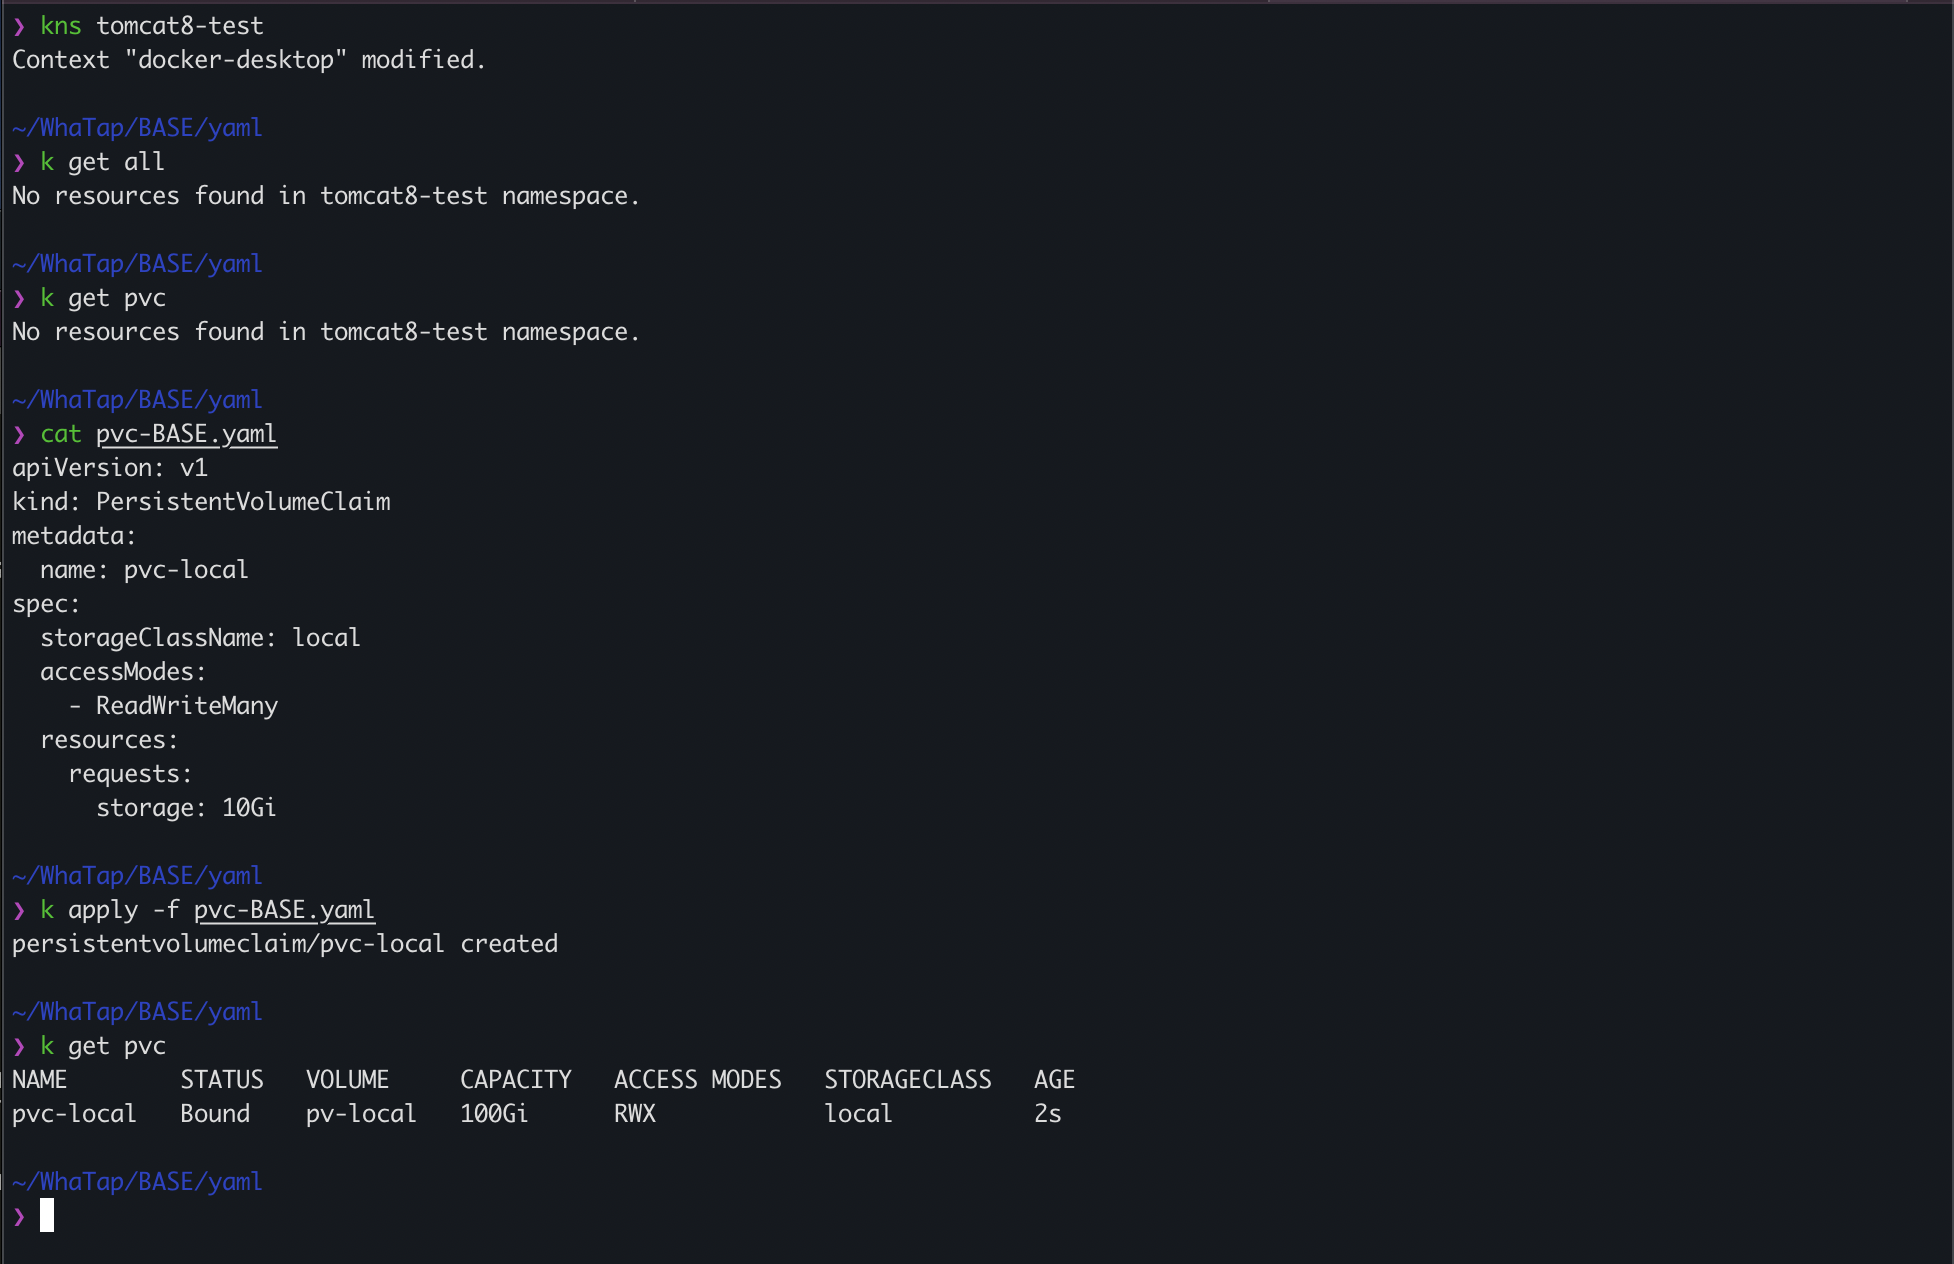 ❯ kns tomcat8-test
Context "docker-desktop" modified.
~/WhaTap/BASE/yaml
❯ k get all
No resources found in tomcat8-test namespace.
~/WhaTap/BASE/yaml
❯ k get pvc
No resources found in tomcat8-test namespace.
~/WhaTap/BASE/yaml
❯ cat pvc-BASE.yaml
apiVersion: v1
kind: PersistentVolumeClaim
metadata:
  name: pvc-local
spec:
  storageClassName: local
  accessModes:
    - ReadWriteMany
  resources:
    requests:
      storage: 10Gi
~/WhaTap/BASE/yaml
❯ k apply -f pvc-BASE.yaml
persistentvolumeclaim/pvc-local created
~/WhaTap/BASE/yaml
❯ k get pvc
NAME        STATUS   VOLUME     CAPACITY   ACCESS MODES   STORAGECLASS   AGE
pvc-local   Bound    pv-local   100Gi      RWX            local          2s
~/WhaTap/BASE/yaml
❯